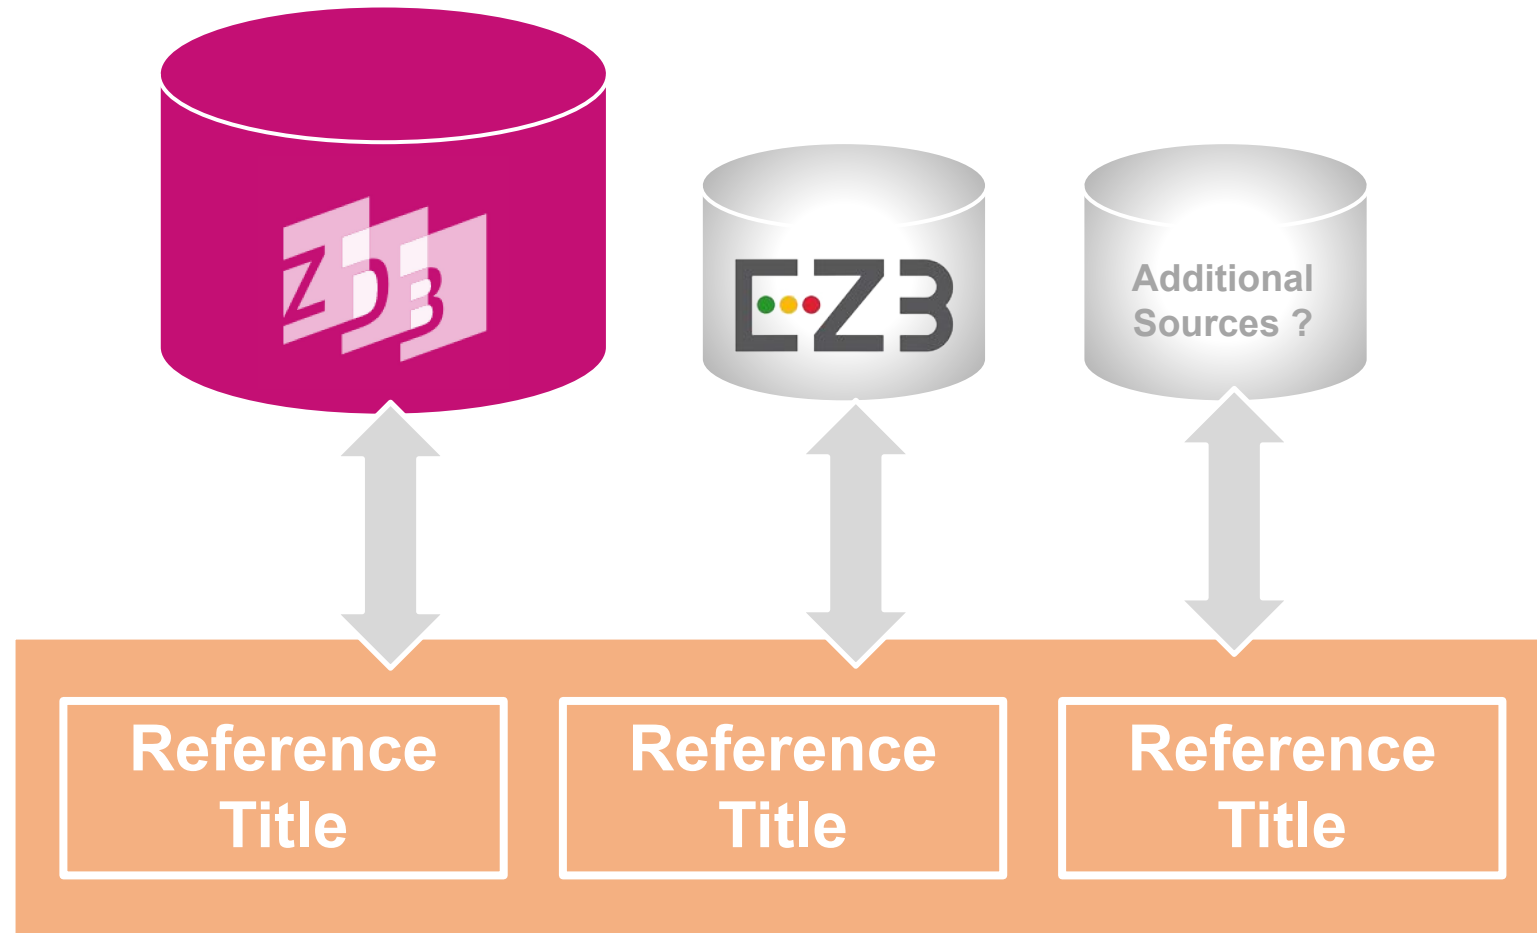 ZDB
EZB
Additional
Sources ?
Reference
Title
Reference
Title
Reference
Title